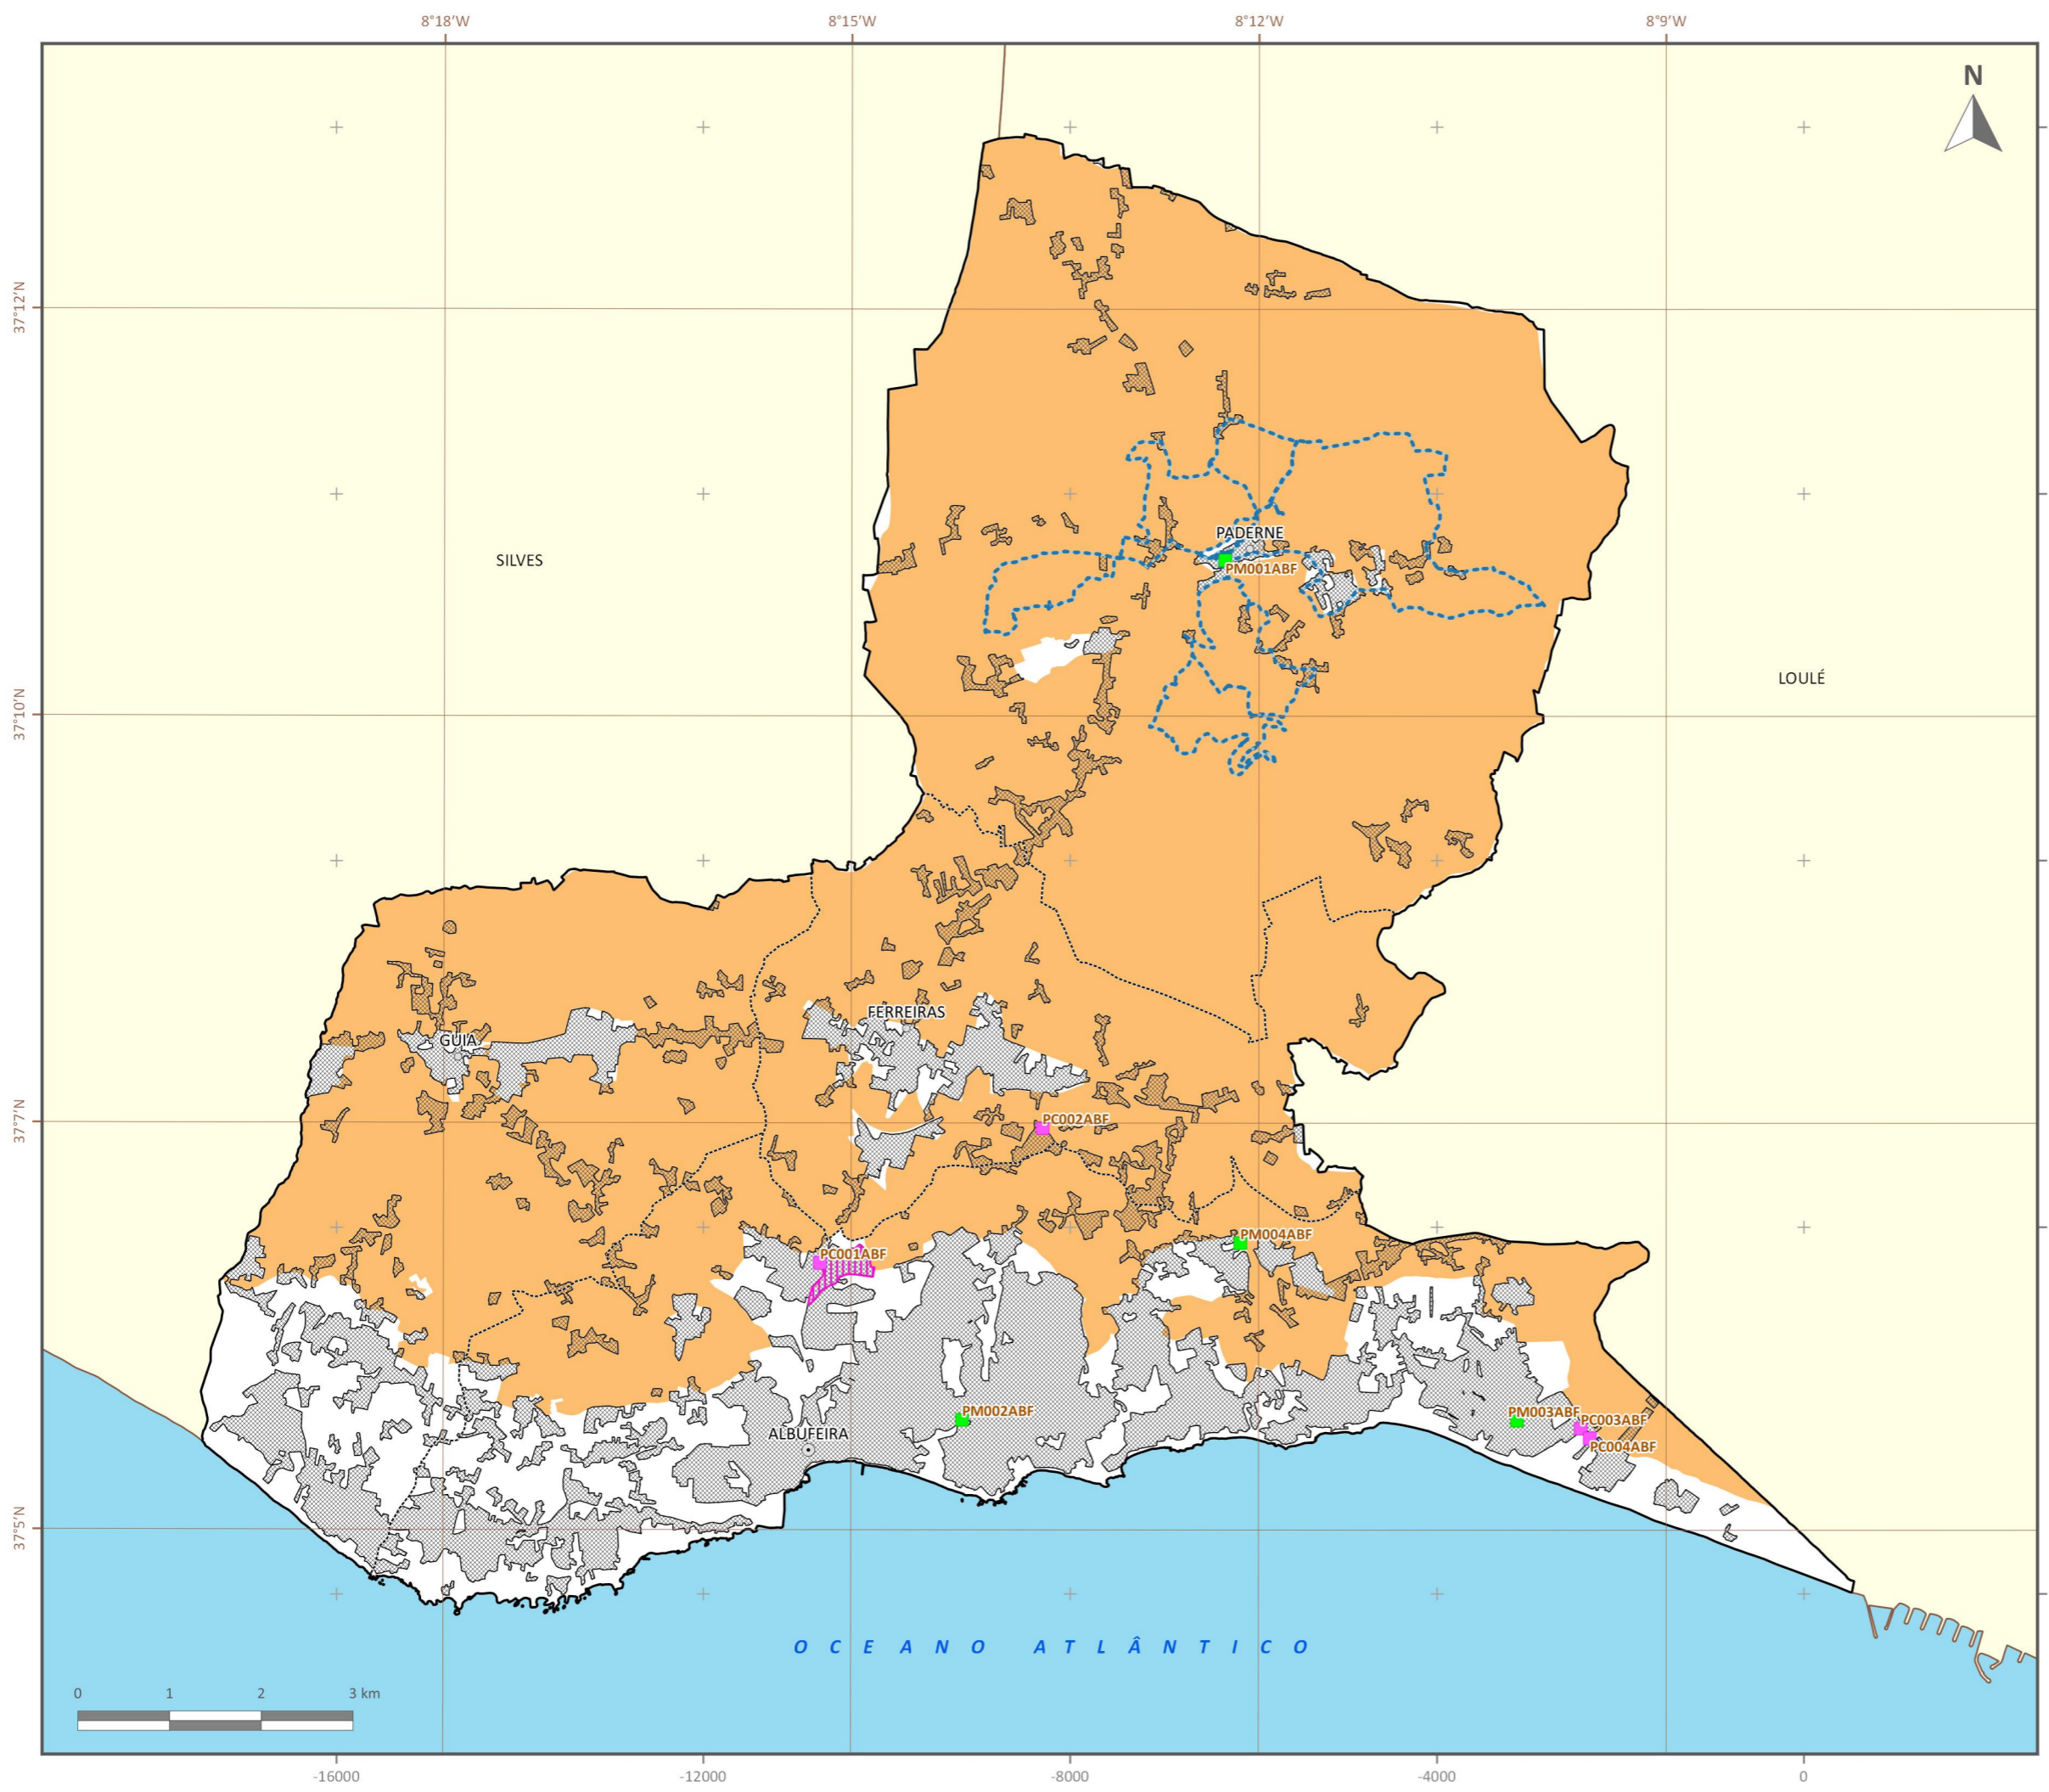 8°18'W 8°15'W 8°12'W 8°9'W
N
37°12'N
PADERNE
SILVES
PM001ABF
LOULÉ
37°10'N
FERREIRAS
GUIA
PC002ABF
37°7'N
PM004ABF
PC001ABF
PM002ABF
PM003ABF
PC003ABF
ALBUFEIRA
PC004ABF
37°5'N
OCEANO ATLÂNTICO
0 1 2 3 km
-16000 -12000 -8000 -4000 0